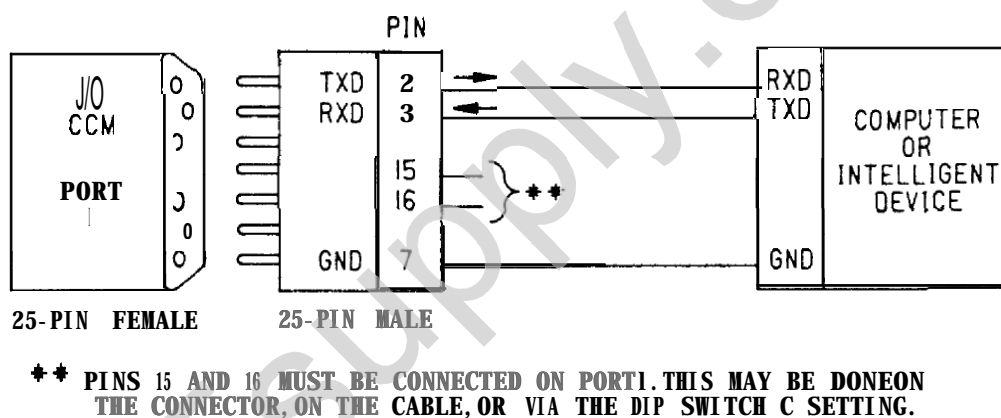 PIN
J/O
CCM
PORT
TXD 2
RXD 3
15
16
**
GND 7
RXD
TXD
GND
COMPUTER
OR
INTELLIGENT
DEVICE
25-PIN FEMALE
25-PIN MALE
** PINS 15 AND 16 MUST BE CONNECTED ON PORT1. THIS MAY BE DONEON
THE CONNECTOR, ON THE CABLE, OR VIA THE DIP SWITCH C SETTING.
supply.